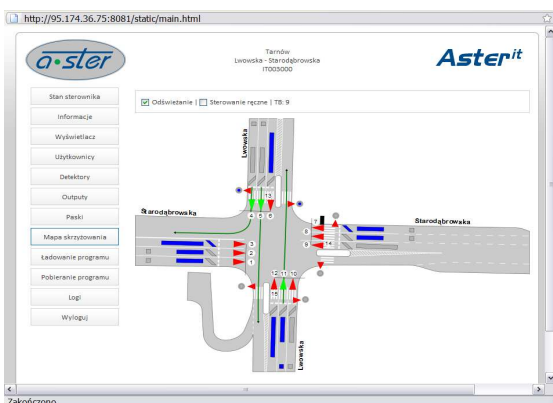 http://95.174.36.75:8081/static/main.html
a•ster
Tarnów
Lwowska - Starodąbrowska
IT003000
Aster it
Stan sterownika
Informacje
Wyświetlacz
Użytkownicy
Detektory
Outputy
Paski
Mapa skrzyżowania
Ładowanie programu
Pobieranie programu
Logi
Wyloguj
Odświeżanie | Sterowanie ręczne | TB: 9
Lwowska
13
4 5 6
Starodąbrowska
7
Starodąbrowska
8
3
2
1
9
14
12 11 10
15
Lwowska
Zakończono